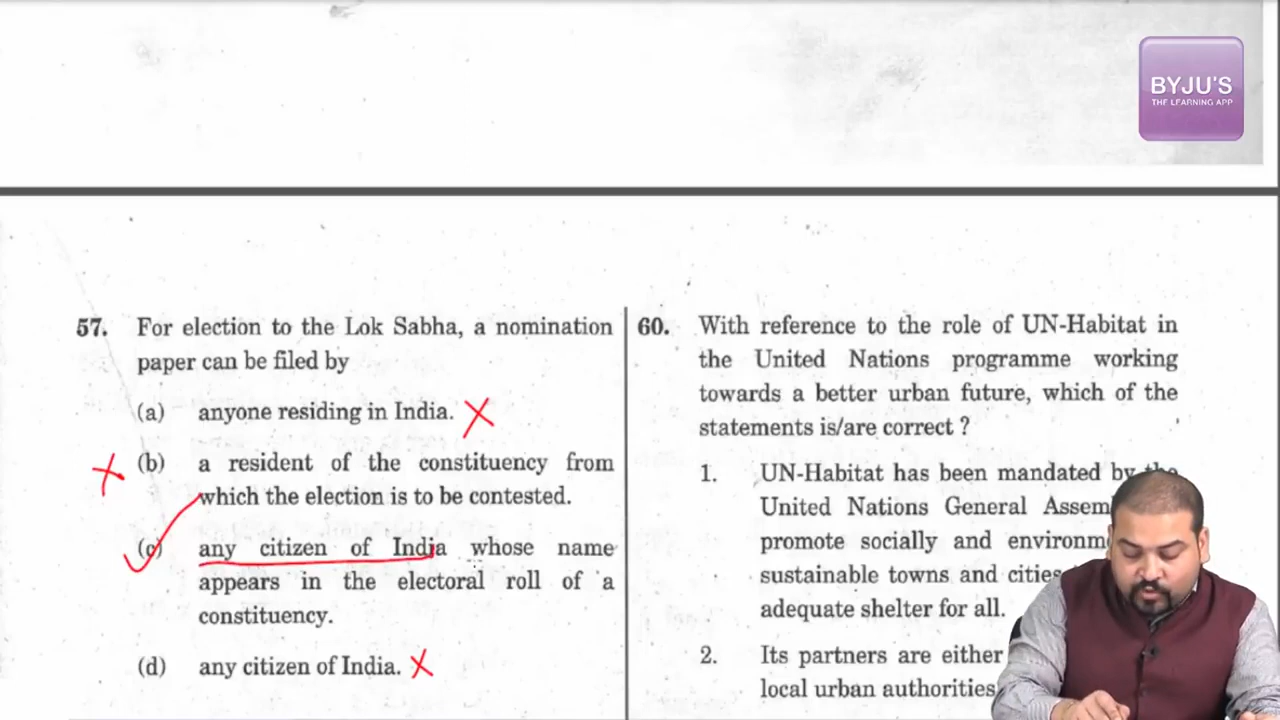 BYJU'S
THE LEARNING APP
57. For election to the Lok Sabha, a nomination
paper can be filed by
(a) anyone residing in India.
(b) a resident of the constituency from
which the election is to be contested.
(c) any citizen of India whose name
appears in the electoral roll of a
constituency.
(d) any citizen of India.
60. With reference to the role of UN-Habitat in
the United Nations programme working
towards a better urban future, which of the
statements is/are correct ?
1. UN-Habitat has been mandated by the
United Nations General
promote socially and
sustainable towns and cities
adequate shelter for all.
2. Its partners are either
local urban authorities